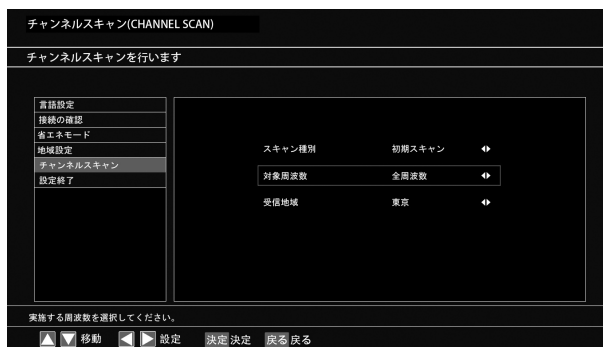 チャンネルスキャン(CHANNEL SCAN)
チャンネルスキャンを行います
言語設定
接続の確認
省エネモード
地域設定
チャンネルスキャン
設定終了
スキャン種別 初期スキャン
対象周波数 全周波数
受信地域 東京
実施する周波数を選択してください。
移動 設定 決定 決定 戻る 戻る